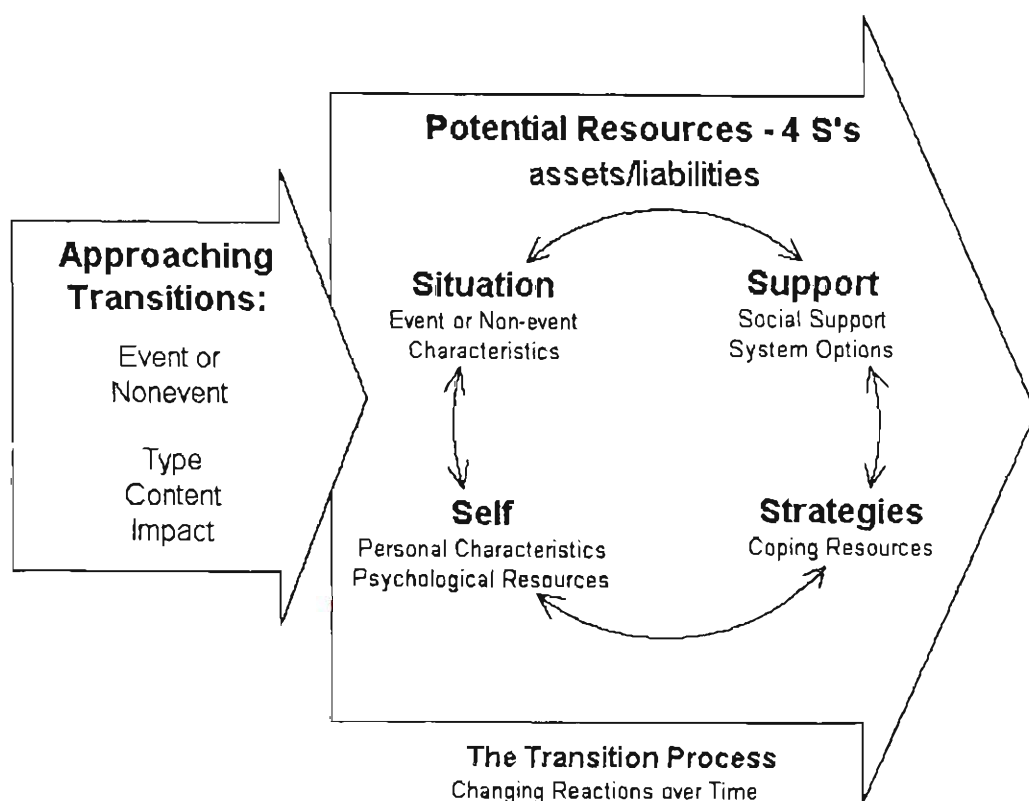 Potential Resources - 4 S's
assets/liabilities
Approaching
Transitions:
Event or
Nonevent
Type
Content
Impact
Situation
Event or Non-event
Characteristics
Support
Social Support
System Options
Self
Personal Characteristics
Psychological Resources
Strategies
Coping Resources
The Transition Process
Changing Reactions over Time